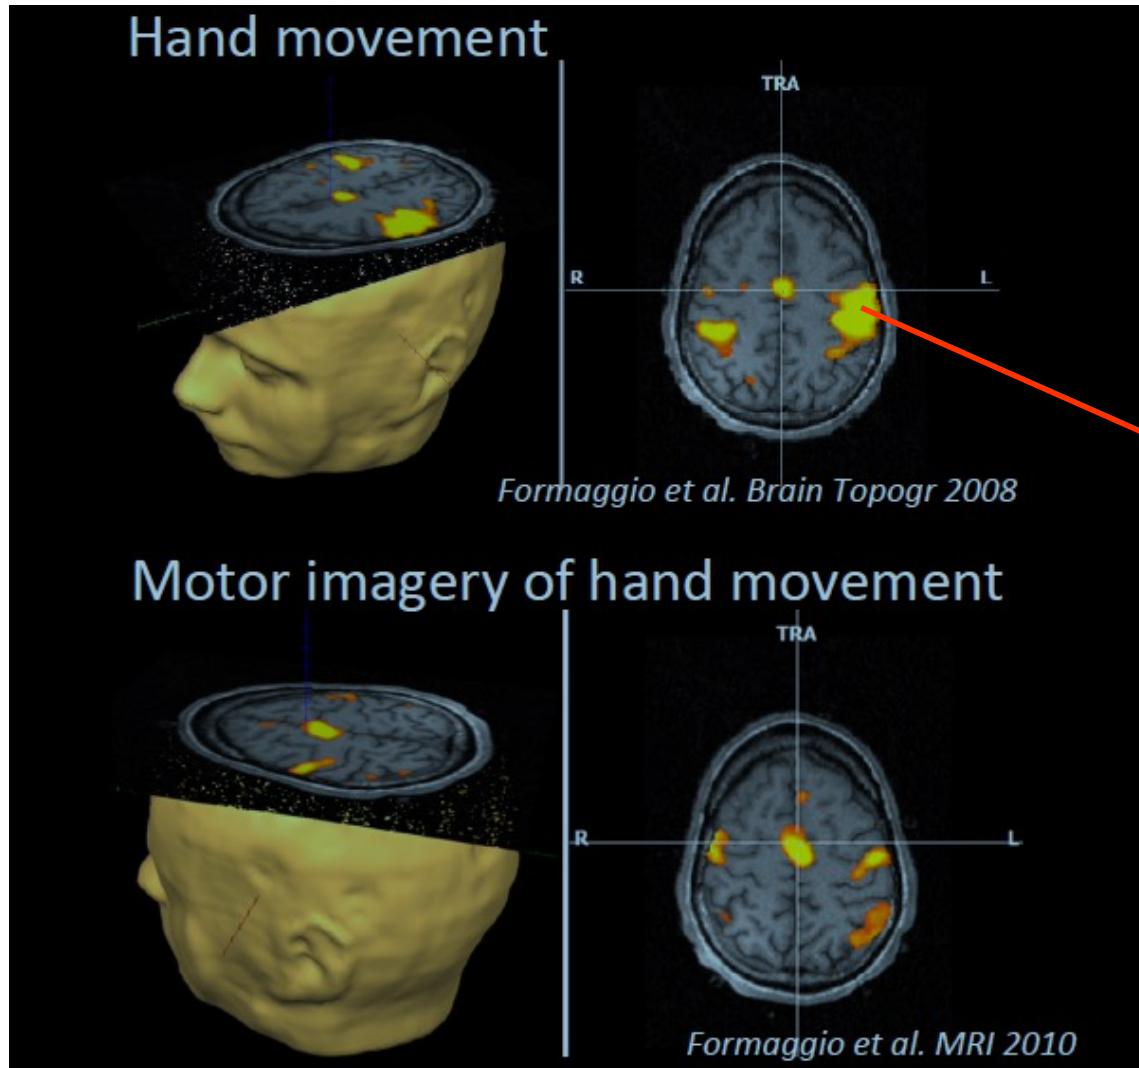 Hand movement
TRA
R
L
Formaggio et al. Brain Topogr 2008
Motor imagery of hand movement
TRA
R
L
Formaggio et al. MRI 2010